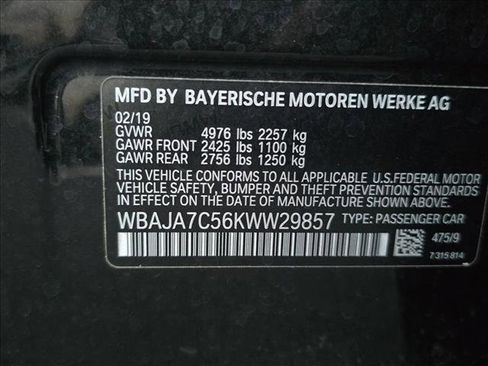 MFD BY BAYERISCHE MOTOREN WERKE AG
02/19
GVWR 4976 lbs 2257 kg
GAWR FRONT 2425 lbs 1100 kg
GAWR REAR 2756 lbs 1250 kg
THIS VEHICLE CONFORMS TO ALL APPLICABLE U.S.FEDERAL MOTOR
VEHICLE SAFETY, BUMPER AND THEFT PREVENTION STANDARDS
IN EFFECT ON THE DATE OF MANUFACTURE SHOWN ABOVE.
WBAJA7C56KWW29857 TYPE: PASSENGER CAR
475/9
7 315 814